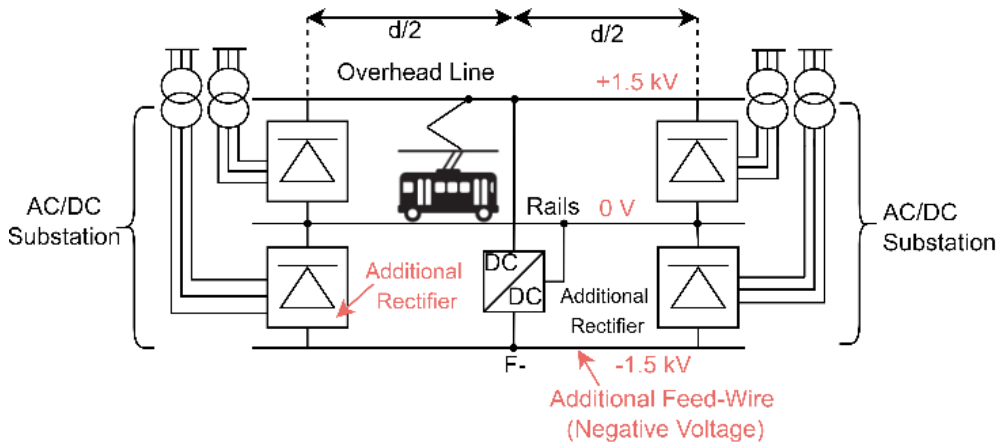 d/2
d/2
Overhead Line
+1.5 kV
AC/DC
Substation
Rails
0 V
AC/DC
Substation
Additional
Rectifier
DC
DC
Additional
Rectifier
F-
-1.5 kV
Additional Feed-Wire
(Negative Voltage)